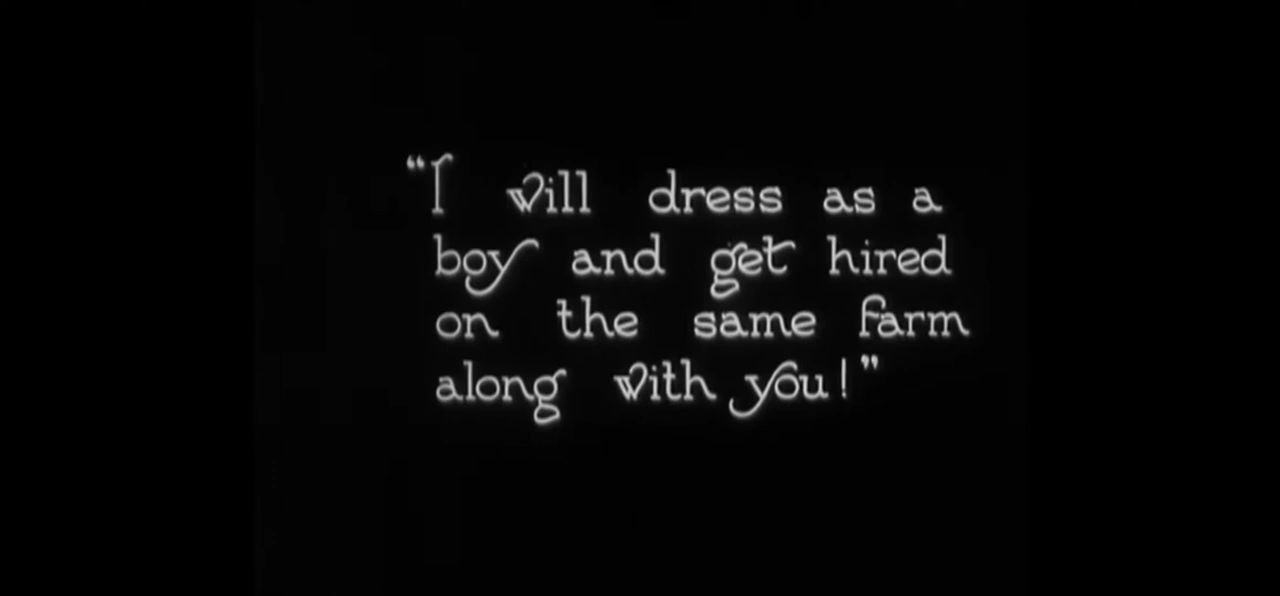 “I will dress as a
boy and get hired
on the same farm
along with you!”